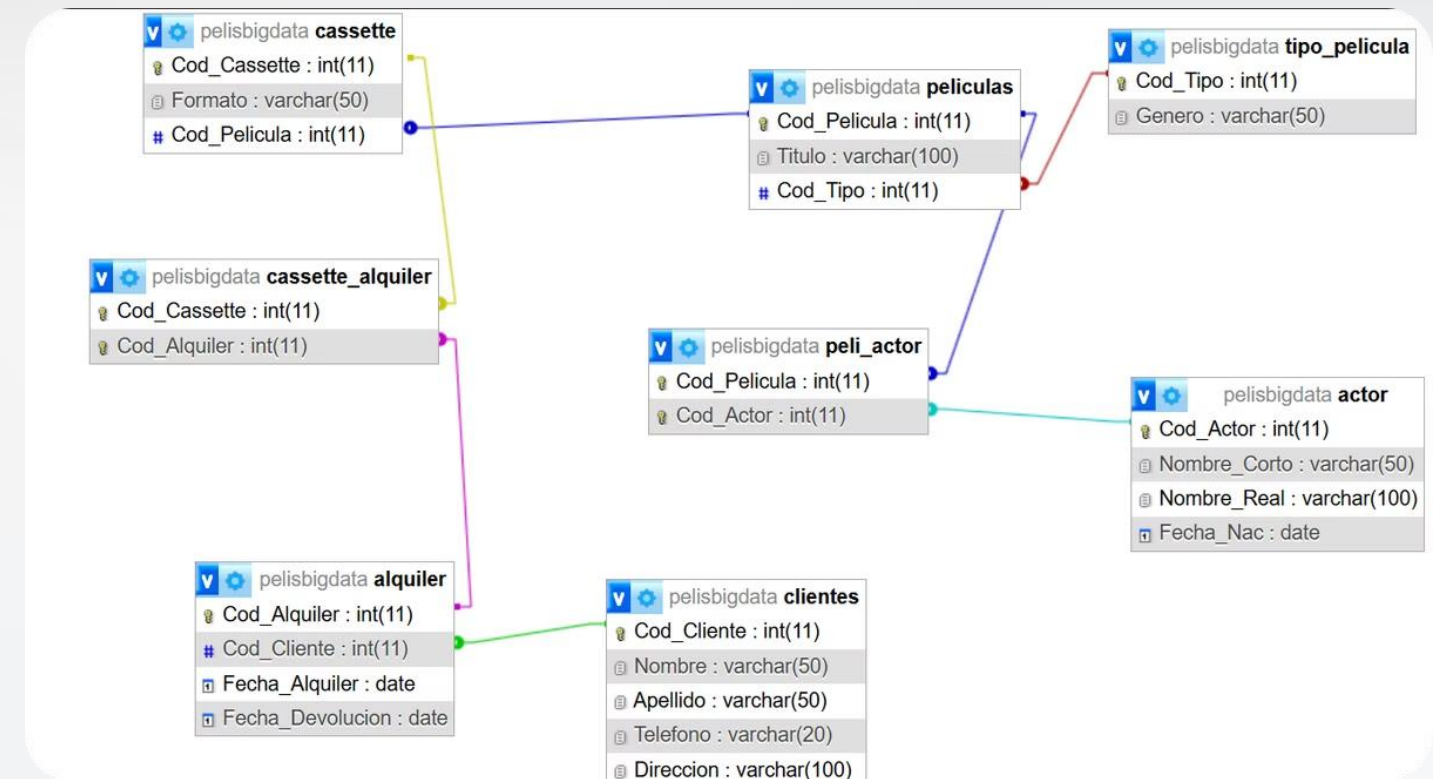 pelisbigdata cassette
Cod_Cassette : int(11)
Formato : varchar(50)
# Cod_Pelicula : int(11)
pelisbigdata peliculas
Cod_Pelicula : int(11)
Titulo : varchar(100)
# Cod_Tipo : int(11)
pelisbigdata tipo_pelicula
Cod_Tipo : int(11)
Genero : varchar(50)
pelisbigdata cassette_alquiler
Cod_Cassette : int(11)
Cod_Alquiler : int(11)
pelisbigdata peli_actor
Cod_Pelicula : int(11)
Cod_Actor : int(11)
pelisbigdata actor
Cod_Actor : int(11)
Nombre_Corto : varchar(50)
Nombre_Real : varchar(100)
Fecha_Nac : date
pelisbigdata alquiler
Cod_Alquiler : int(11)
# Cod_Cliente : int(11)
Fecha_Alquiler : date
Fecha_Devolucion : date
pelisbigdata clientes
Cod_Cliente : int(11)
Nombre : varchar(50)
Apellido : varchar(50)
Telefono : varchar(20)
Direccion : varchar(100)